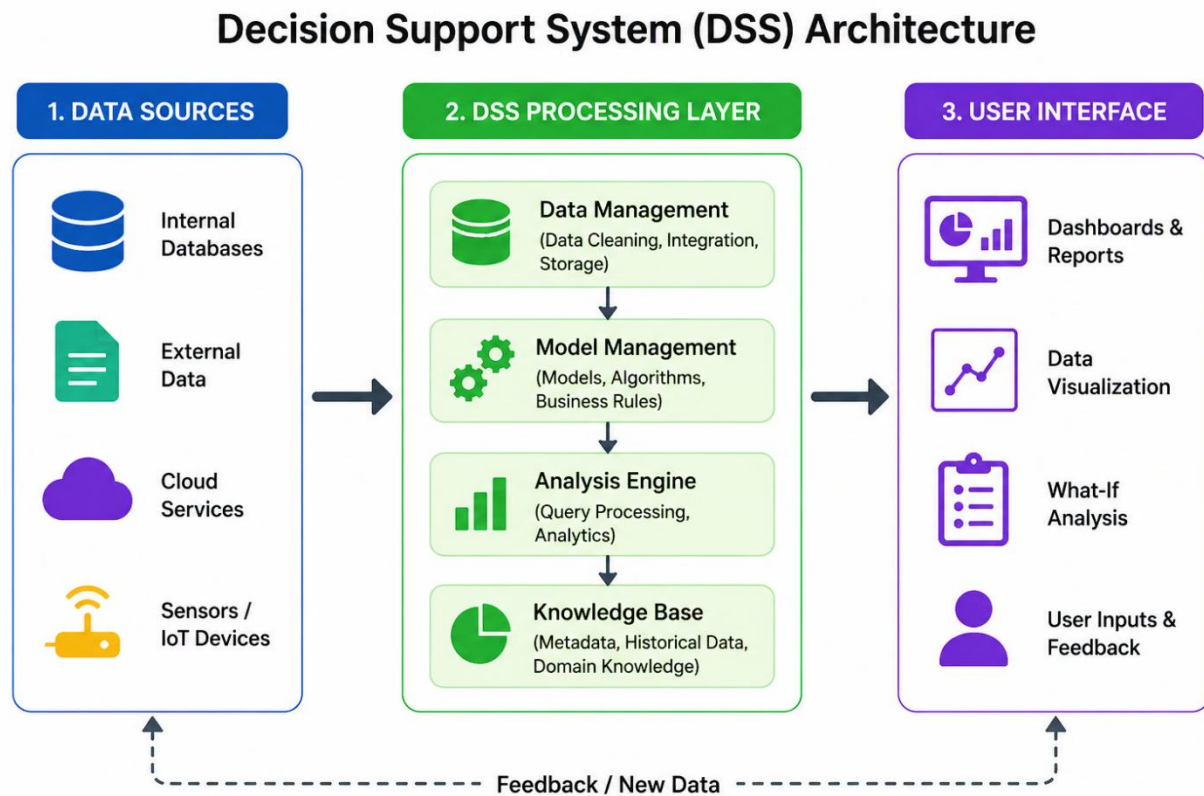 Decision Support System (DSS) Architecture
1. DATA SOURCES
Internal
Databases
External
Data
Cloud
Services
Sensors /
IoT Devices
2. DSS PROCESSING LAYER
Data Management
(Data Cleaning, Integration,
Storage)
Model Management
(Models, Algorithms,
Business Rules)
Analysis Engine
(Query Processing,
Analytics)
Knowledge Base
(Metadata, Historical Data,
Domain Knowledge)
3. USER INTERFACE
Dashboards &
Reports
Data
Visualization
What-If
Analysis
User Inputs &
Feedback
Feedback / New Data